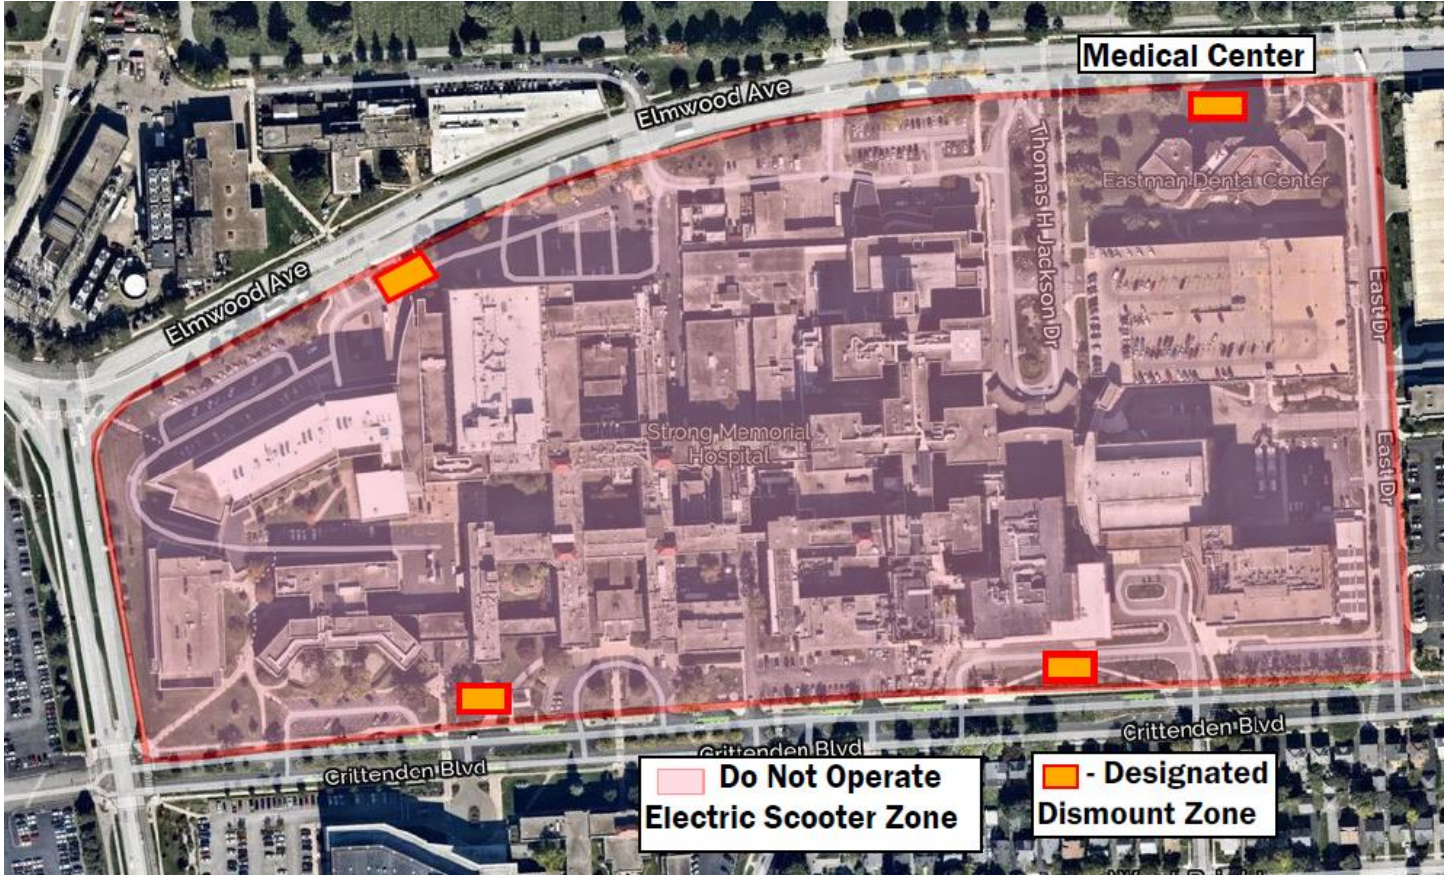 Medical Center
Elmwood Ave
Thomas H Jackson Dr
Eastman Dental Center
Elmwood Ave
East Dr
Strong Memorial
Hospital
East Dr
Crittenden Blvd
Crittenden Blvd
Crittenden Blvd
Do Not Operate
Electric Scooter Zone
- Designated
Dismount Zone